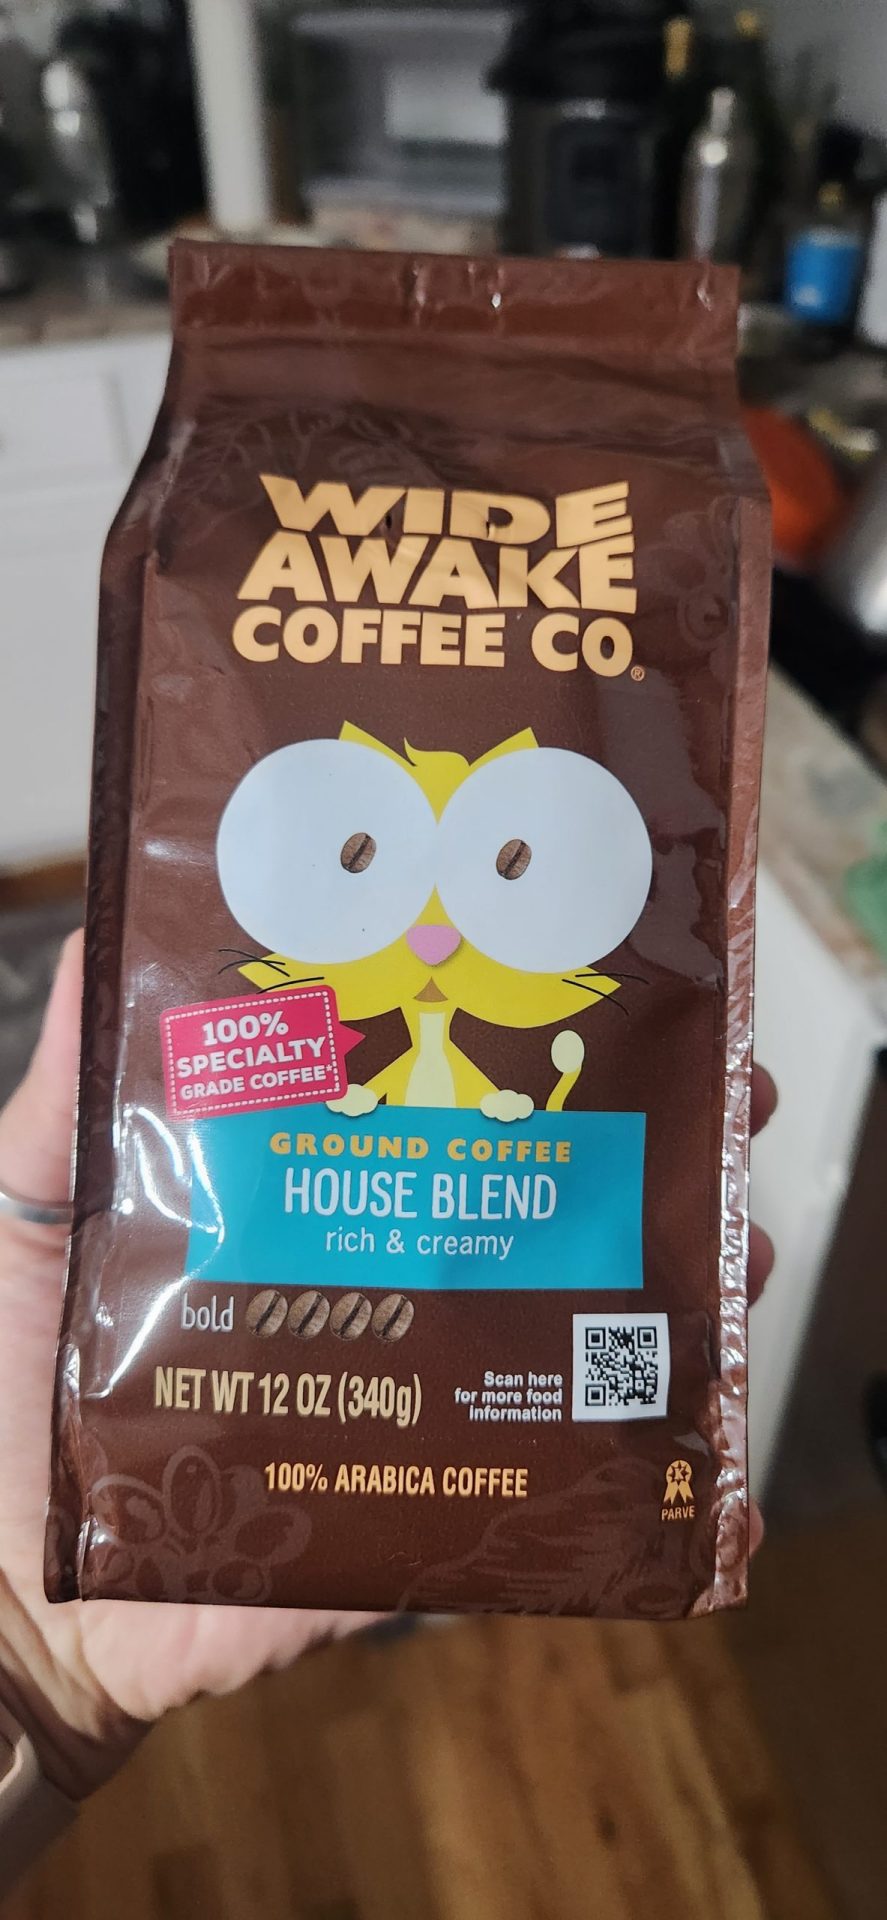 WIDE
AWAKE
COFFEE CO.®
100%
SPECIALTY
GRADE COFFEE*
GROUND COFFEE
HOUSE BLEND
rich & creamy
bold
NET WT 12 OZ (340g)
Scan here
for more food
information
100% ARABICA COFFEE
K
PARVE